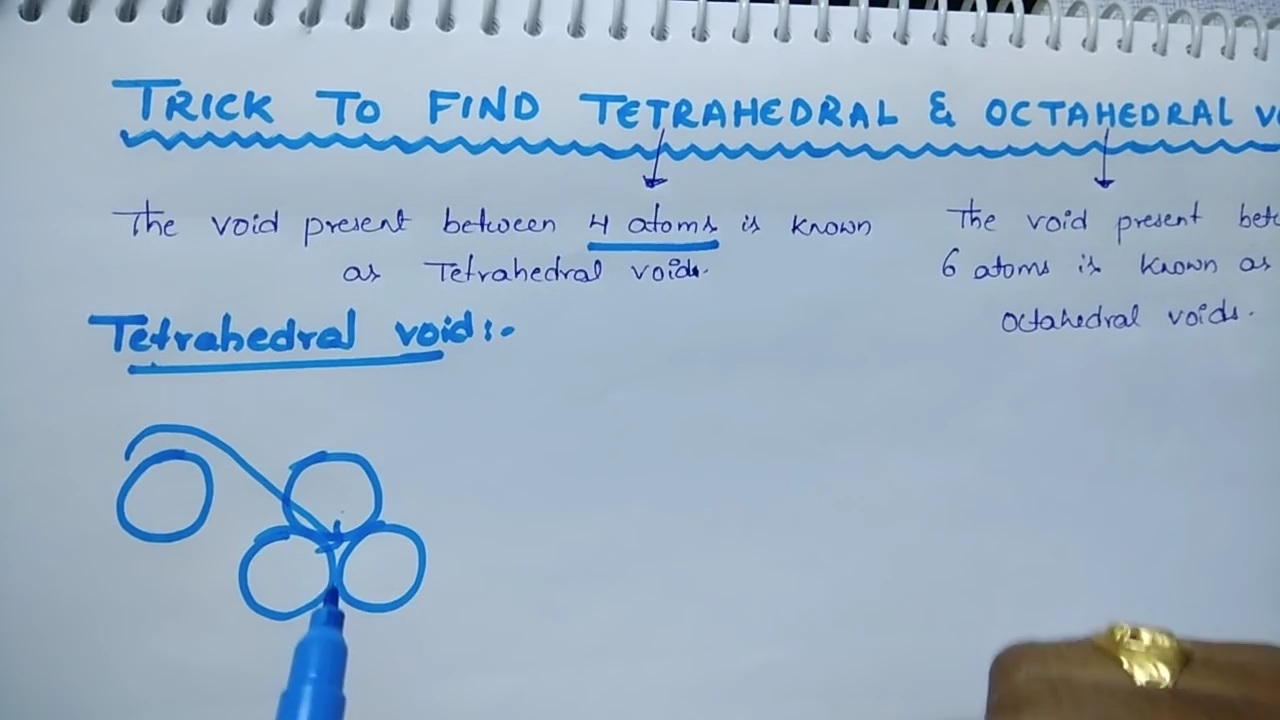 TRICK TO FIND TETRAHEDRAL & OCTAHEDRAL
The void present between 4 atoms is known
as Tetrahedral voids.
The void present
6 atoms is known as
octahedral voids.
Tetrahedral void:-